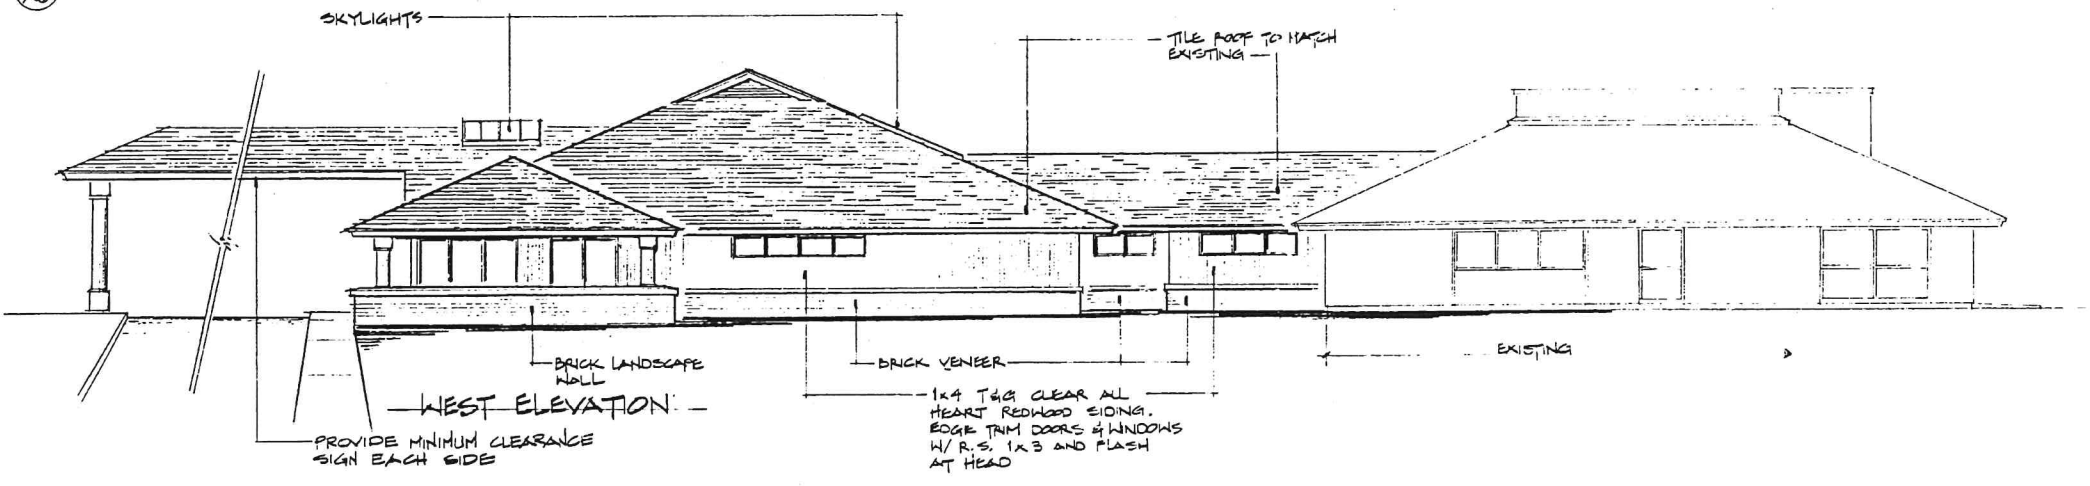 SKYLIGHTS
TILE ROOF TO MATCH
EXISTING
BRICK LANDSCAPE
WALL
BRICK VENEER
EXISTING
WEST ELEVATION
1x4 T&G CLEAR ALL
HEART REDWOOD SIDING.
EDGE TRIM DOORS & WINDOWS
W/ R.S. 1x3 AND FLASH
AT HEAD
PROVIDE MINIMUM CLEARANCE
SIGN EACH SIDE